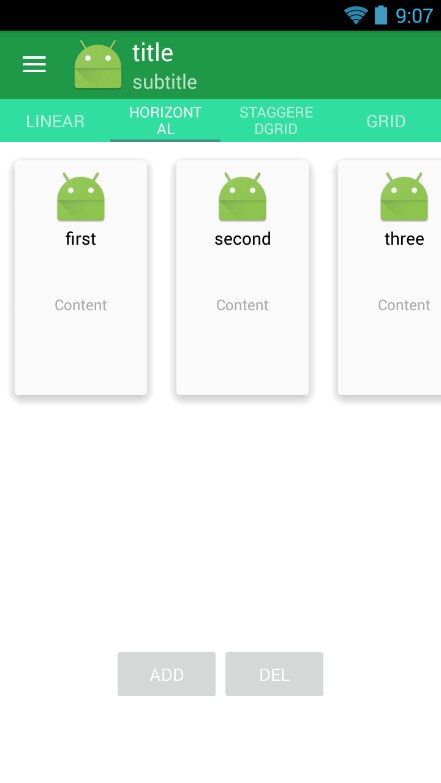 9:07
title
subtitle
LINEAR
HORIZONT
AL
STAGGERE
DGRID
GRID
first
second
three
Content
Content
Content
ADD
DEL